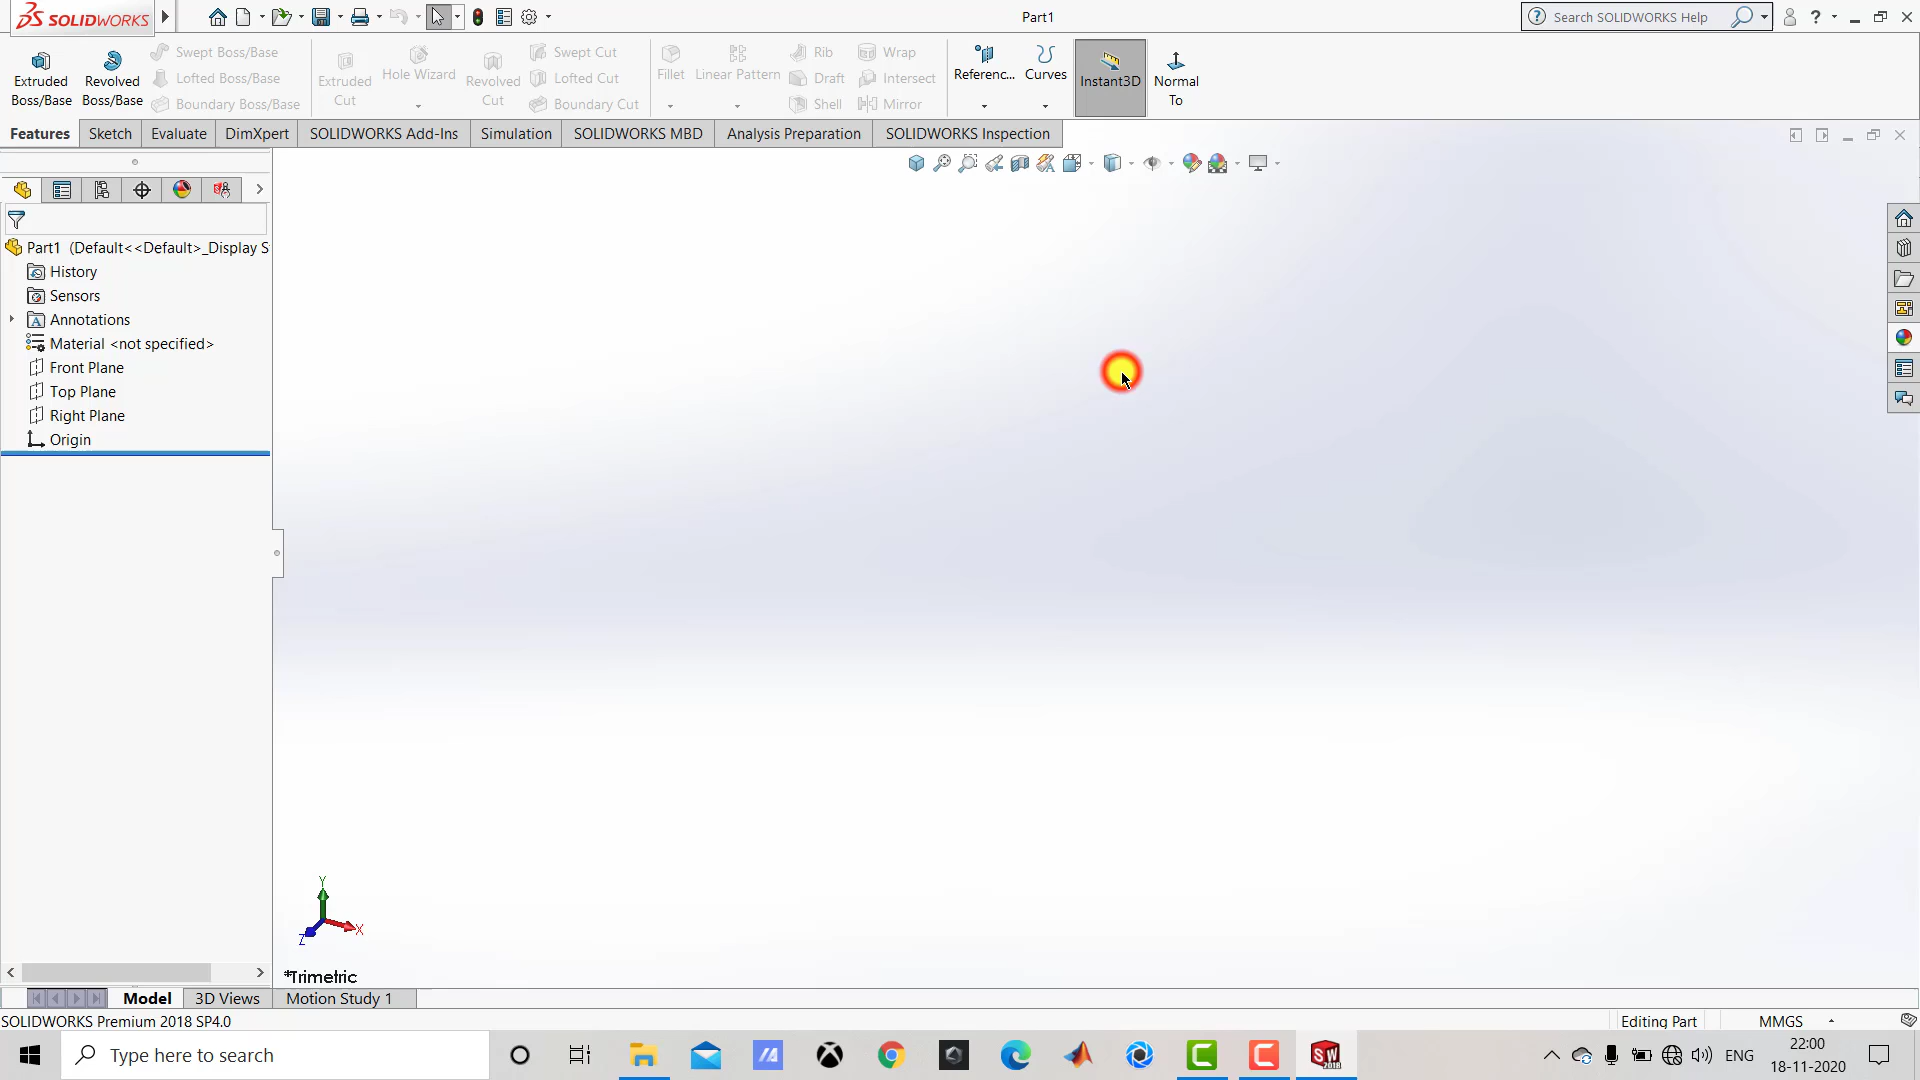 SOLIDWORKS
Part1
Search SOLIDWORKS Help
Extruded Boss/Base
Revolved Boss/Base
Swept Boss/Base
Lofted Boss/Base
Boundary Boss/Base
Extruded Cut
Hole Wizard
Revolved Cut
Swept Cut
Lofted Cut
Boundary Cut
Fillet
Linear Pattern
Rib
Draft
Shell
Wrap
Intersect
Mirror
Referenc...
Curves
Instant3D
Normal To
Features
Sketch
Evaluate
DimXpert
SOLIDWORKS Add-Ins
Simulation
SOLIDWORKS MBD
Analysis Preparation
SOLIDWORKS Inspection
Part1 (Default<<Default>_Display S
History
Sensors
Annotations
Material <not specified>
Front Plane
Top Plane
Right Plane
Origin
Y
X
Z
*Trimetric
Model
3D Views
Motion Study 1
SOLIDWORKS Premium 2018 SP4.0
Editing Part
MMGS
Type here to search
SW
2018
ENG
22:00
18-11-2020